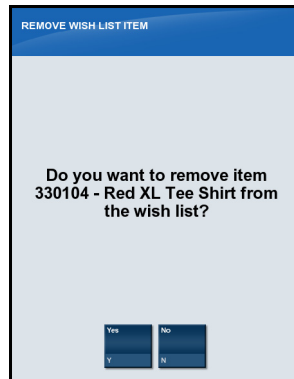 REMOVE WISH LIST ITEM
Do you want to remove item
330104 - Red XL Tee Shirt from
the wish list?
Yes No
Y N